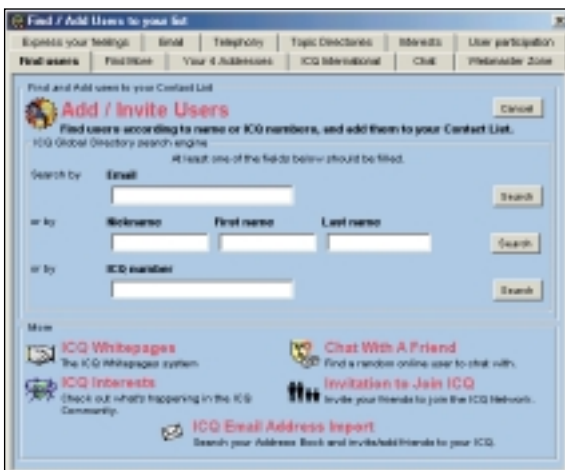 Find / Add Users to your list
Express your feelings Email Telephony Topic Directories Interests User participation
Find users Find More Your 4 Addresses ICQ International Chat Webmaster Zone
Find and Add users to your Contact List
Add / Invite Users
Cancel
Find users according to name or ICQ numbers, and add them to your Contact List.
ICQ Global Directory search engine
At least one of the fields below should be filled.
Search by Email
Search
or by Nickname First name Last name
Search
or by ICQ number
Search
More
ICQ Whitepages
The ICQ Whitepages system.
Chat With A Friend
Find a random online user to chat with.
ICQ Interests
Check out what's happening in the ICQ
Community.
Invitation to Join ICQ
Invite your friends to join the ICQ Network.
ICQ Email Address Import
Search your Address Book and invite/add friends to your ICQ.